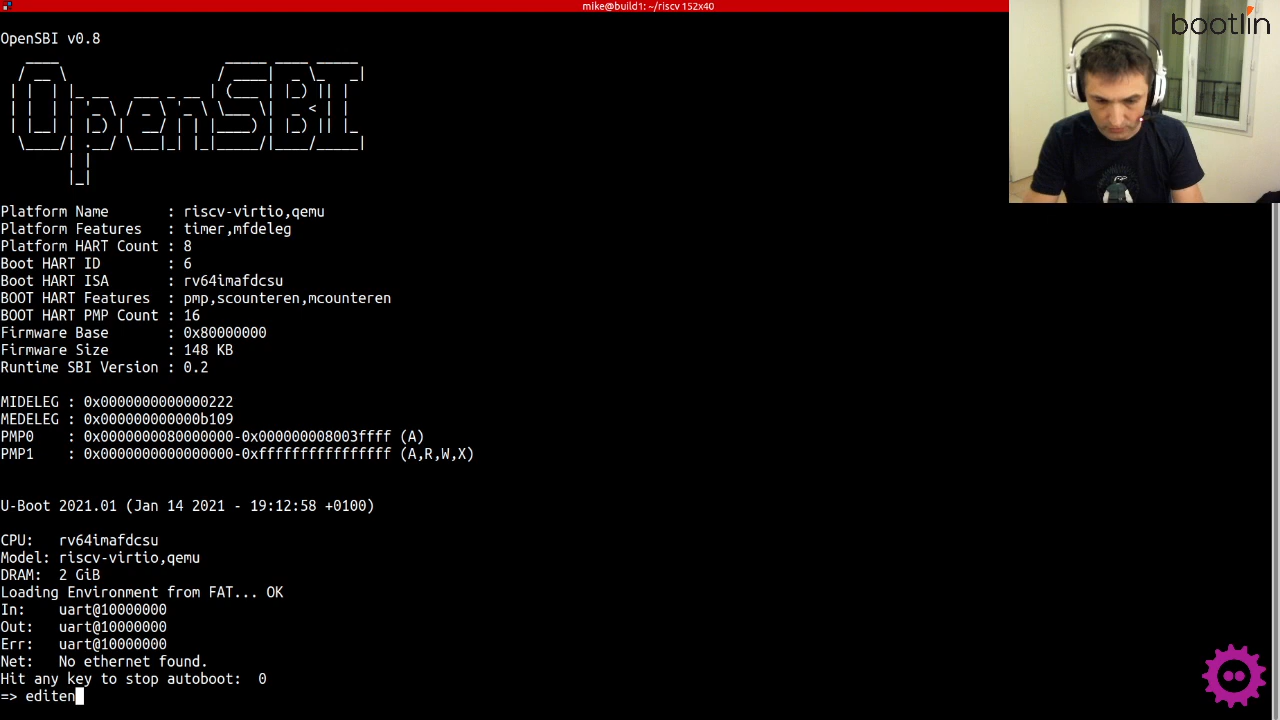 mike@build1: ~/riscv 152x40
bootlin
OpenSBI v0.8
OpenSBI
Platform Name       : riscv-virtio,qemu
Platform Features   : timer,mfdeleg
Platform HART Count : 8
Boot HART ID        : 6
Boot HART ISA       : rv64imafdcsu
BOOT HART Features  : pmp,scounteren,mcounteren
BOOT HART PMP Count : 16
Firmware Base       : 0x80000000
Firmware Size       : 148 KB
Runtime SBI Version : 0.2
MIDELEG : 0x0000000000000222
MEDELEG : 0x000000000000b109
PMP0    : 0x0000000080000000-0x000000008003ffff (A)
PMP1    : 0x0000000000000000-0xffffffffffffffff (A,R,W,X)
U-Boot 2021.01 (Jan 14 2021 - 19:12:58 +0100)
CPU:   rv64imafdcsu
Model: riscv-virtio,qemu
DRAM:  2 GiB
Loading Environment from FAT... OK
In:    uart@10000000
Out:   uart@10000000
Err:   uart@10000000
Net:   No ethernet found.
Hit any key to stop autoboot:  0
=> editen